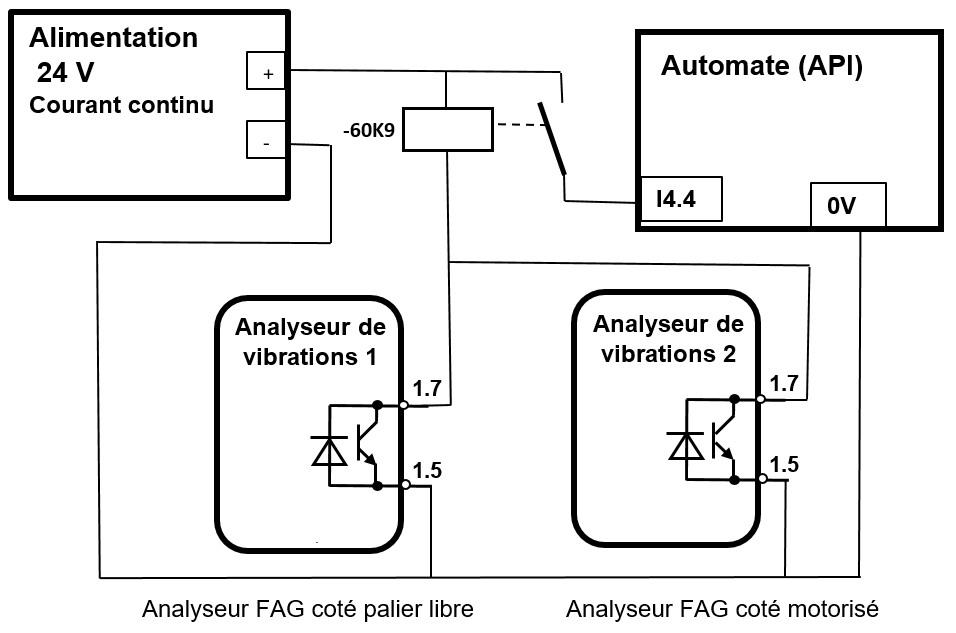 Alimentation
24 V
Courant continu
+
-
-60K9
Automate (API)
I4.4
0V
Analyseur de
vibrations 1
1.7
1.5
Analyseur de
vibrations 2
1.7
1.5
Analyseur FAG coté palier libre
Analyseur FAG coté motorisé